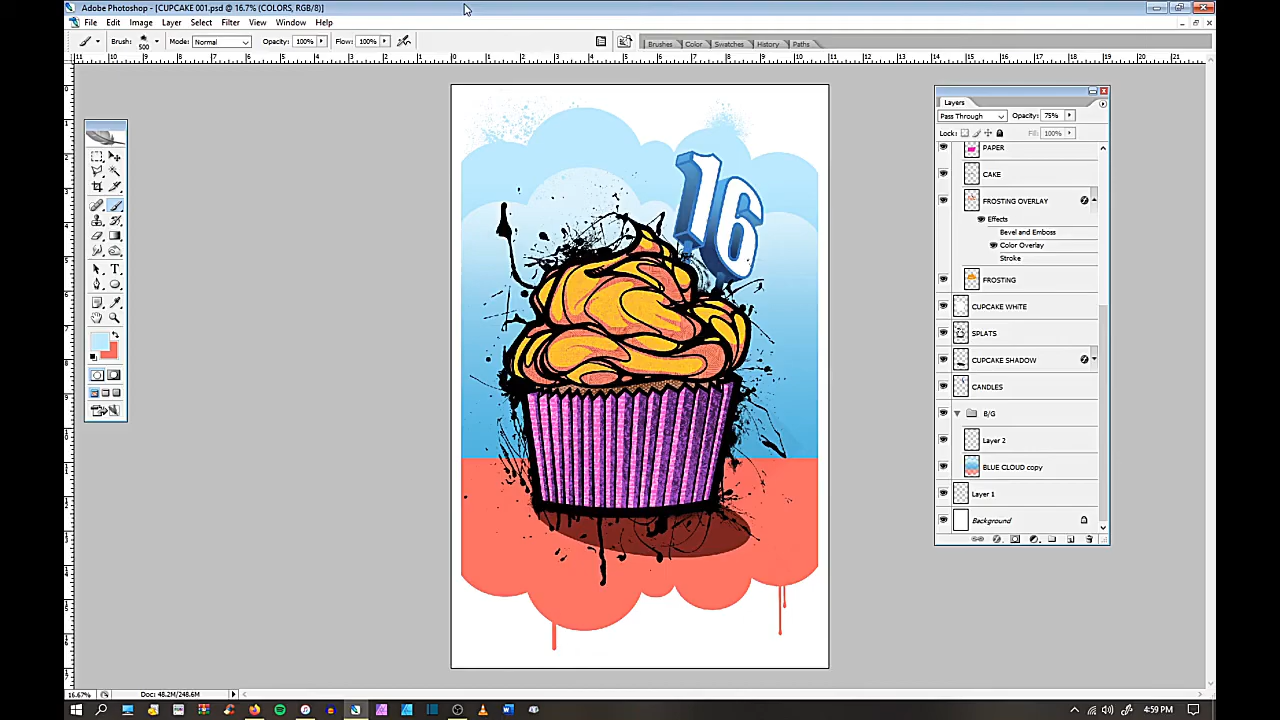 Adobe Photoshop - [CUPCAKE 001.psd @ 16.7% (COLORS, RGB/8)]
File Edit Image Layer Select Filter View Window Help
Brush: 500 Mode: Normal Opacity: 100% Flow: 100%
Brushes Color Swatches History Paths
Layers
Pass Through Opacity: 75%
Lock: Fill: 100%
PAPER
CAKE
FROSTING OVERLAY
Effects
Bevel and Emboss
Color Overlay
Stroke
FROSTING
CUPCAKE WHITE
SPLATS
CUPCAKE SHADOW
CANDLES
B/G
Layer 2
BLUE CLOUD copy
Layer 1
Background
16
16.67% Doc: 48.2M/248.6M
4:59 PM